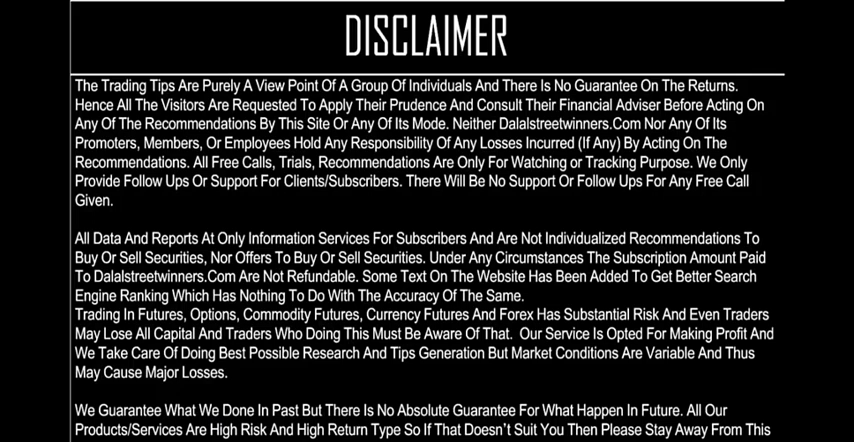 DISCLAIMER
The Trading Tips Are Purely A View Point Of A Group Of Individuals And There Is No Guarantee On The Returns.
Hence All The Visitors Are Requested To Apply Their Prudence And Consult Their Financial Adviser Before Acting On
Any Of The Recommendations By This Site Or Any Of Its Mode. Neither Dalalstreetwinners.Com Nor Any Of Its
Promoters, Members, Or Employees Hold Any Responsibility Of Any Losses Incurred (If Any) By Acting On The
Recommendations. All Free Calls, Trials, Recommendations Are Only For Watching or Tracking Purpose. We Only
Provide Follow Ups Or Support For Clients/Subscribers. There Will Be No Support Or Follow Ups For Any Free Call
Given.
All Data And Reports At Only Information Services For Subscribers And Are Not Individualized Recommendations To
Buy Or Sell Securities, Nor Offers To Buy Or Sell Securities. Under Any Circumstances The Subscription Amount Paid
To Dalalstreetwinners.Com Are Not Refundable. Some Text On The Website Has Been Added To Get Better Search
Engine Ranking Which Has Nothing To Do With The Accuracy Of The Same.
Trading In Futures, Options, Commodity Futures, Currency Futures And Forex Has Substantial Risk And Even Traders
May Lose All Capital And Traders Who Doing This Must Be Aware Of That. Our Service Is Opted For Making Profit And
We Take Care Of Doing Best Possible Research And Tips Generation But Market Conditions Are Variable And Thus
May Cause Major Losses.
We Guarantee What We Done In Past But There Is No Absolute Guarantee For What Happen In Future. All Our
Products/Services Are High Risk And High Return Type So If That Doesn't Suit You Then Please Stay Away From This